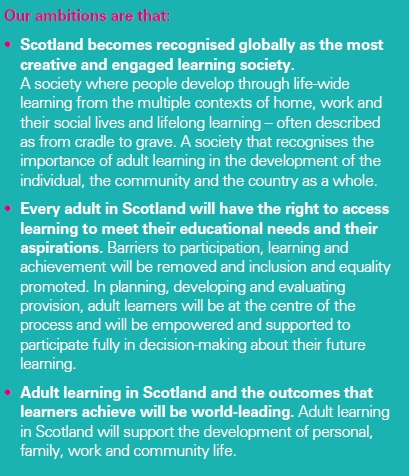 Our ambitions are that:
• Scotland becomes recognised globally as the most
creative and engaged learning society.
A society where people develop through life-wide
learning from the multiple contexts of home, work and
their social lives and lifelong learning – often described
as from cradle to grave. A society that recognises the
importance of adult learning in the development of the
individual, the community and the country as a whole.
• Every adult in Scotland will have the right to access
learning to meet their educational needs and their
aspirations. Barriers to participation, learning and
achievement will be removed and inclusion and equality
promoted. In planning, developing and evaluating
provision, adult learners will be at the centre of the
process and will be empowered and supported to
participate fully in decision-making about their future
learning.
• Adult learning in Scotland and the outcomes that
learners achieve will be world-leading. Adult learning
in Scotland will support the development of personal,
family, work and community life.